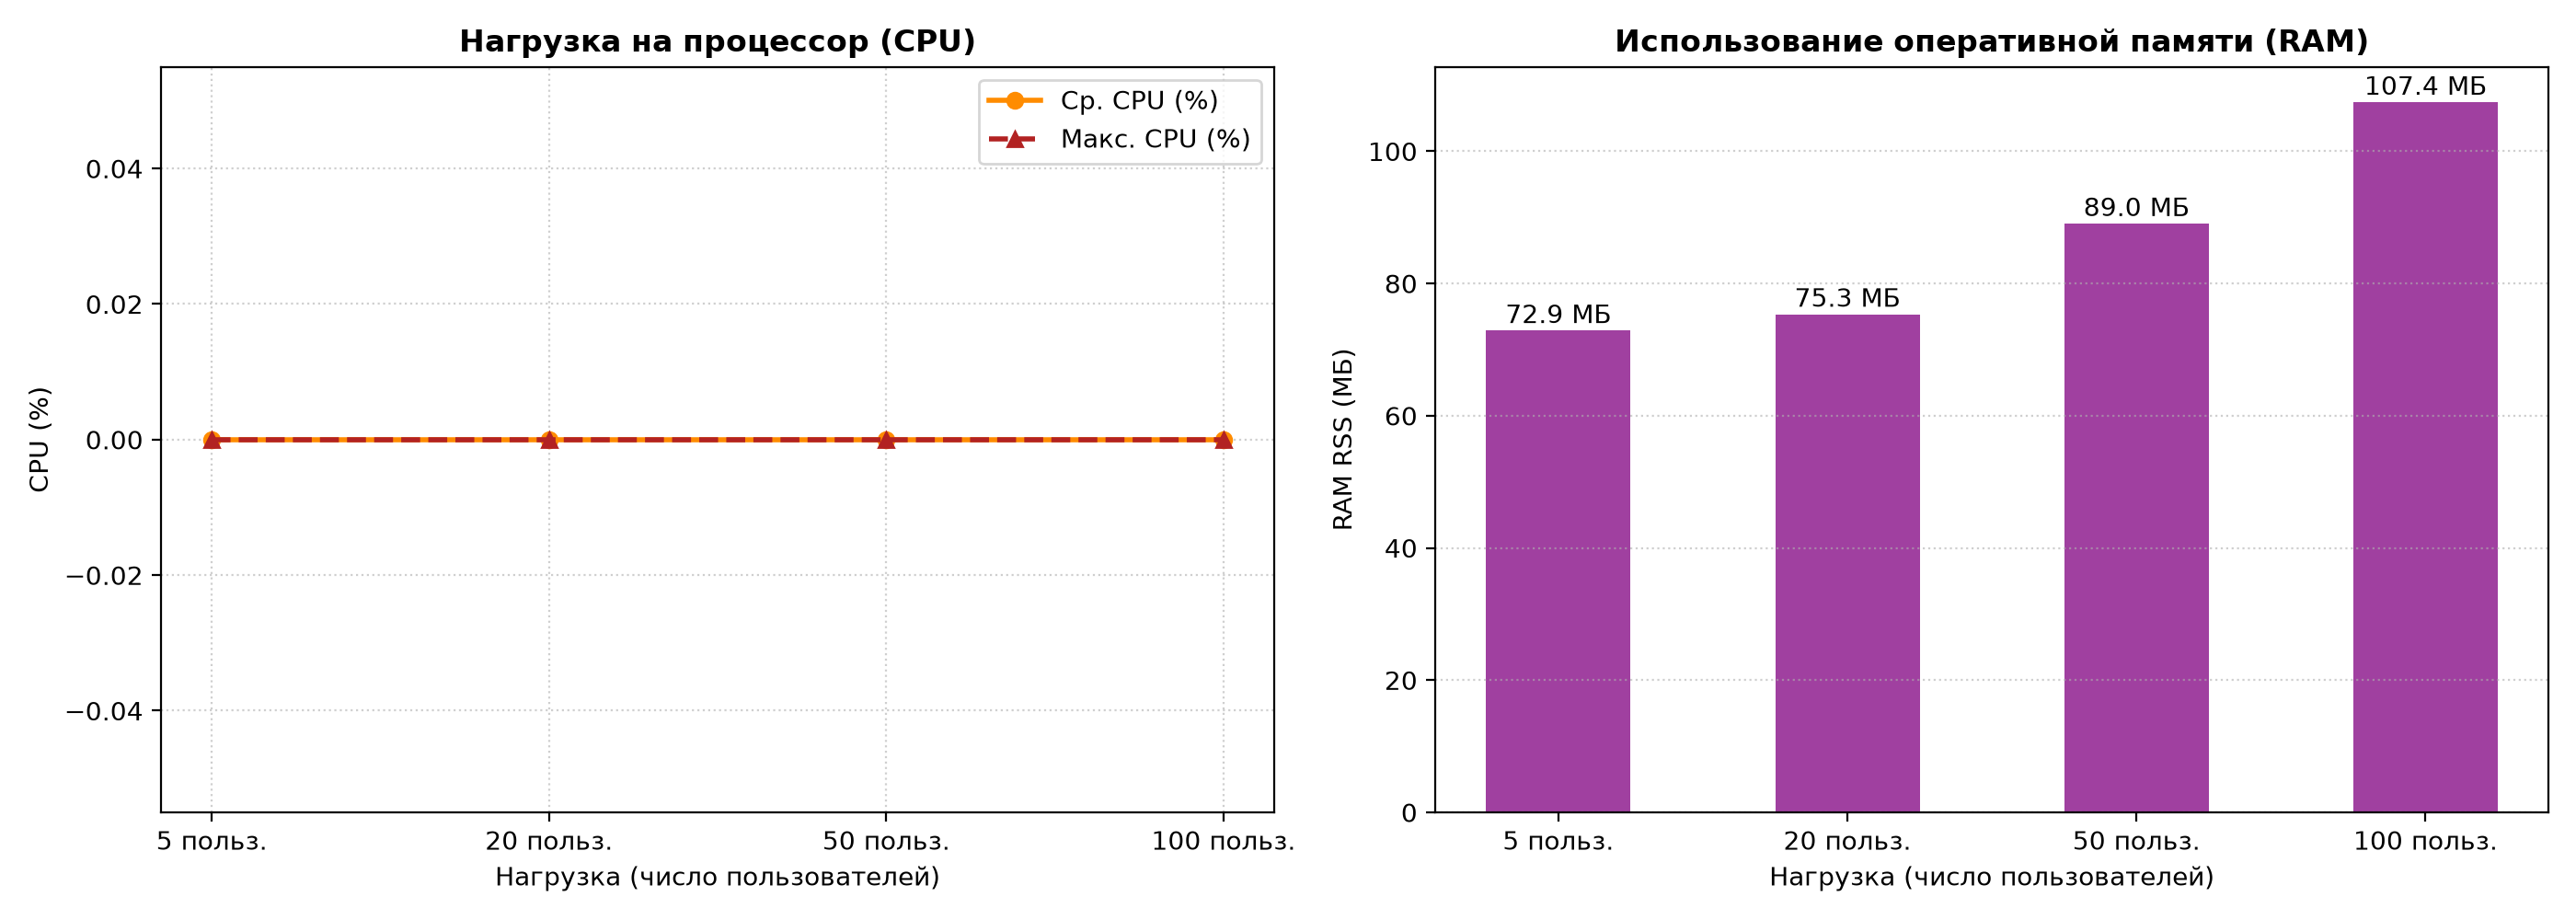 Нагрузка на процессор (CPU)
Ср. CPU (%)
Макс. CPU (%)
CPU (%)
0.04
0.02
0.00
−0.02
−0.04
5 польз.
20 польз.
50 польз.
100 польз.
Нагрузка (число пользователей)
Использование оперативной памяти (RAM)
RAM RSS (МБ)
100
80
60
40
20
0
72.9 МБ
75.3 МБ
89.0 МБ
107.4 МБ
5 польз.
20 польз.
50 польз.
100 польз.
Нагрузка (число пользователей)